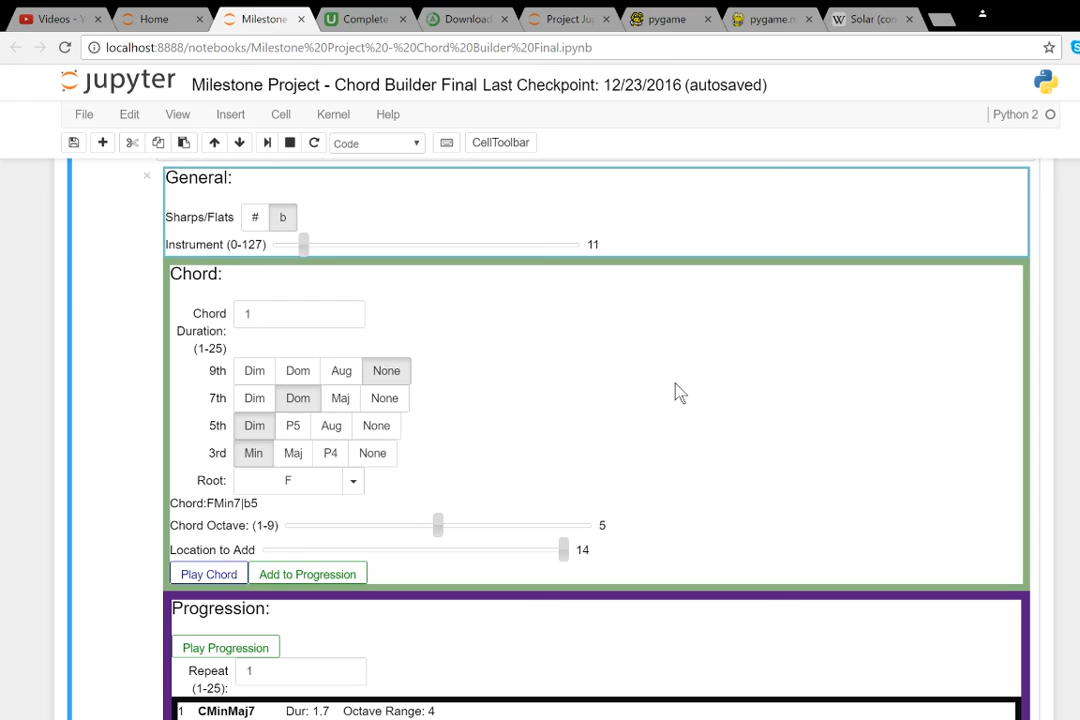 Videos - Y
Home
Milestone
Complete
Download
Project Ju
pygame
pygame.n
Solar (con
localhost:8888/notebooks/Milestone%20Project%20-%20Chord%20Builder%20Final.ipynb
jupyter Milestone Project - Chord Builder Final Last Checkpoint: 12/23/2016 (autosaved)
File Edit View Insert Cell Kernel Help Python 2
Code CellToolbar
General:
Sharps/Flats # b
Instrument (0-127) 11
Chord:
Chord 1
Duration:
(1-25)
9th Dim Dom Aug None
7th Dim Dom Maj None
5th Dim P5 Aug None
3rd Min Maj P4 None
Root: F
Chord:FMin7|b5
Chord Octave: (1-9) 5
Location to Add 14
Play Chord Add to Progression
Progression:
Play Progression
Repeat 1
(1-25):
1 CMinMaj7 Dur: 1.7 Octave Range: 4